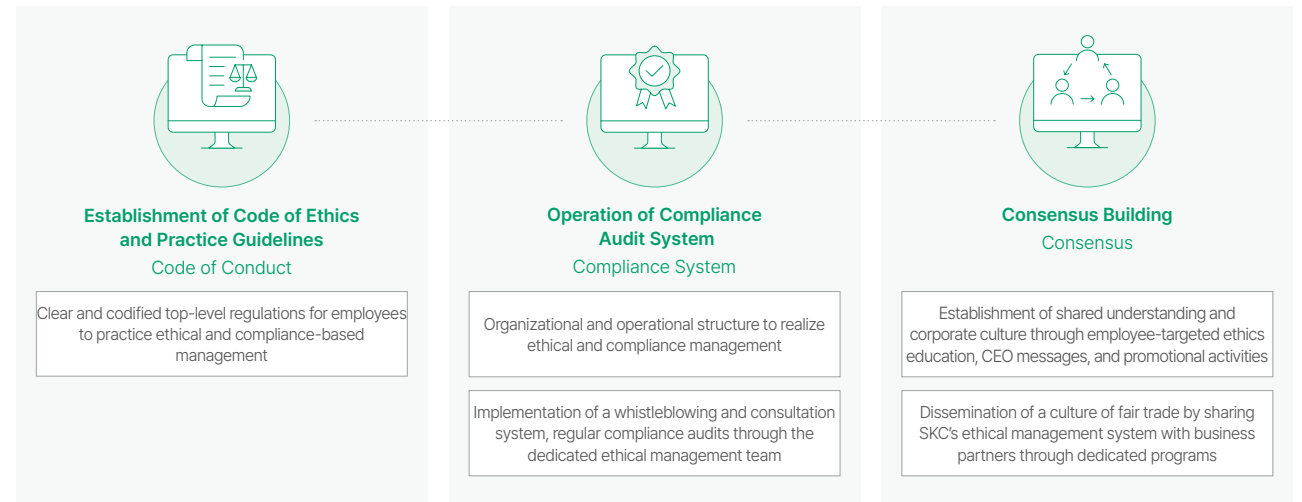 Establishment of Code of Ethics
and Practice Guidelines
Code of Conduct
Clear and codified top-level regulations for employees
to practice ethical and compliance-based
management
Operation of Compliance
Audit System
Compliance System
Organizational and operational structure to realize
ethical and compliance management
Implementation of a whistleblowing and consultation
system, regular compliance audits through the
dedicated ethical management team
Consensus Building
Consensus
Establishment of shared understanding and
corporate culture through employee-targeted ethics
education, CEO messages, and promotional activities
Dissemination of a culture of fair trade by sharing
SKC's ethical management system with business
partners through dedicated programs